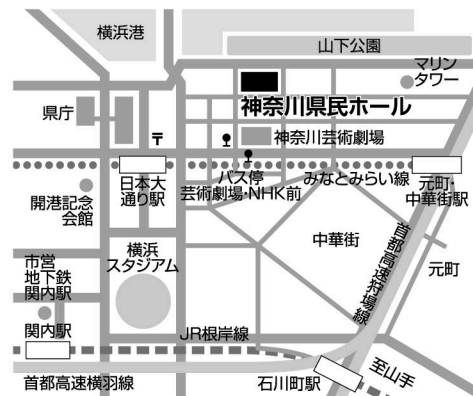 横浜港
山下公園
マリン
タワー
神奈川県民ホール
県庁
〒
神奈川芸術劇場
日本大
通り駅
バス停
芸術劇場・NHK前
みなとみらい線
元町・
中華街駅
開港記念
会館
横浜
スタジアム
中華街
首都高速狩場線
元町
市営
地下鉄
関内駅
関内駅
JR根岸線
至山手
首都高速横羽線
石川町駅